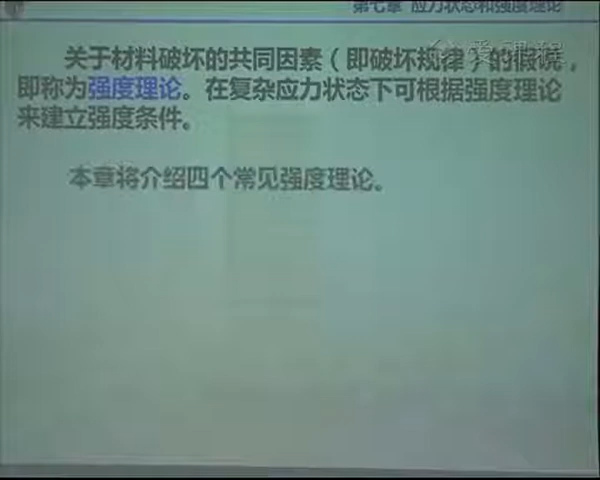 第七章 应力状态和强度理论
爱课程
关于材料破坏的共同因素（即破坏规律）的假说，
即称为强度理论。在复杂应力状态下可根据强度理论
来建立强度条件。
本章将介绍四个常见强度理论。